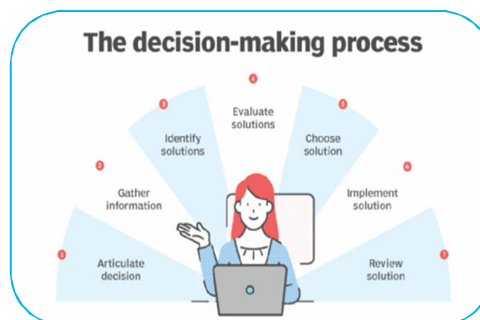 The decision-making process
1
Articulate
decision
2
Gather
information
3
Identify
solutions
4
Evaluate
solutions
5
Choose
solution
6
Implement
solution
7
Review
solution